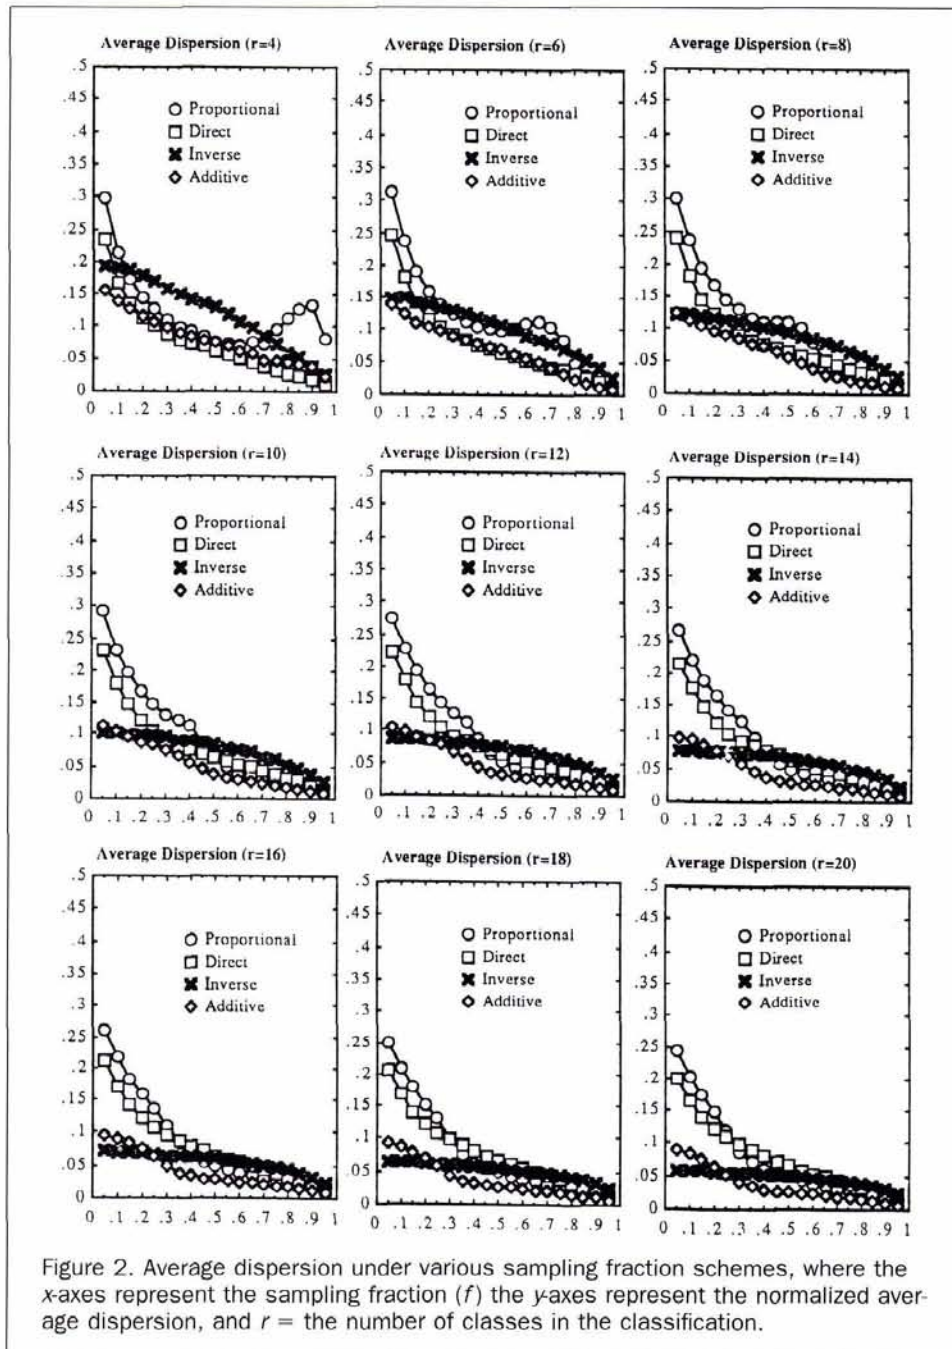 Average Dispersion (r=4)
.5
.45
.4
.35
.3
.25
.2
.15
.1
.05
0
Proportional
Direct
Inverse
Additive
0 .1 .2 .3 .4 .5 .6 .7 .8 .9 1
Average Dispersion (r=6)
.5
.45
.4
.35
.3
.25
.2
.15
.1
.05
0
Proportional
Direct
Inverse
Additive
0 .1 .2 .3 .4 .5 .6 .7 .8 .9 1
Average Dispersion (r=8)
.5
.45
.4
.35
.3
.25
.2
.15
.1
.05
0
Proportional
Direct
Inverse
Additive
0 .1 .2 .3 .4 .5 .6 .7 .8 .9 1
Average Dispersion (r=10)
.5
.45
.4
.35
.3
.25
.2
.15
.1
.05
0
Proportional
Direct
Inverse
Additive
0 .1 .2 .3 .4 .5 .6 .7 .8 .9 1
Average Dispersion (r=12)
.5
.45
.4
.35
.3
.25
.2
.15
.1
.05
0
Proportional
Direct
Inverse
Additive
0 .1 .2 .3 .4 .5 .6 .7 .8 .9 1
Average Dispersion (r=14)
.5
.45
.4
.35
.3
.25
.2
.15
.1
.05
0
Proportional
Direct
Inverse
Additive
0 .1 .2 .3 .4 .5 .6 .7 .8 .9 1
Average Dispersion (r=16)
.5
.45
.4
.35
.3
.25
.2
.15
.1
.05
0
Proportional
Direct
Inverse
Additive
0 .1 .2 .3 .4 .5 .6 .7 .8 .9 1
Average Dispersion (r=18)
.5
.45
.4
.35
.3
.25
.2
.15
.1
.05
0
Proportional
Direct
Inverse
Additive
0 .1 .2 .3 .4 .5 .6 .7 .8 .9 1
Average Dispersion (r=20)
.5
.45
.4
.35
.3
.25
.2
.15
.1
.05
0
Proportional
Direct
Inverse
Additive
0 .1 .2 .3 .4 .5 .6 .7 .8 .9 1
Figure 2. Average dispersion under various sampling fraction schemes, where the
x-axes represent the sampling fraction (f) the y-axes represent the normalized aver-
age dispersion, and r = the number of classes in the classification.